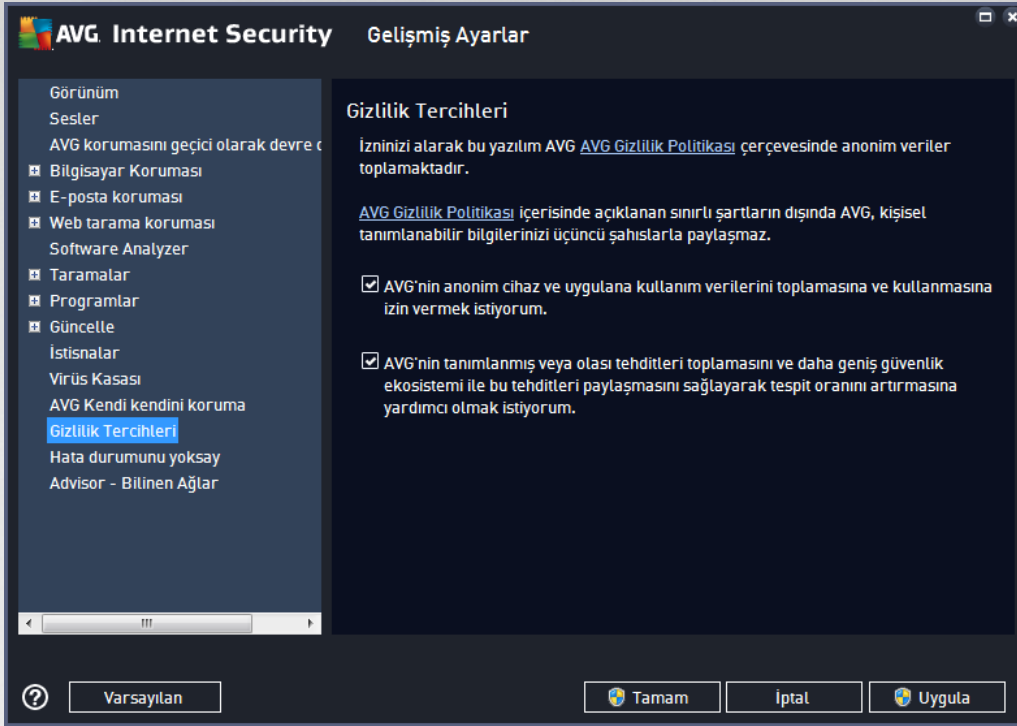 AVG Internet Security Gelişmiş Ayarlar
Görünüm
Sesler
AVG korumasını geçici olarak devre
Bilgisayar Koruması
E-posta koruması
Web tarama koruması
Software Analyzer
Taramalar
Programlar
Güncelle
İstisnalar
Virüs Kasası
AVG Kendi kendini koruma
Gizlilik Tercihleri
Hata durumunu yoksay
Advisor - Bilinen Ağlar
Gizlilik Tercihleri
İzninizi alarak bu yazılım AVG AVG Gizlilik Politikası çerçevesinde anonim veriler
toplamaktadır.
AVG Gizlilik Politikası içerisinde açıklanan sınırlı şartların dışında AVG, kişisel
tanımlanabilir bilgilerinizi üçüncü şahıslarla paylaşmaz.
AVG'nin anonim cihaz ve uygulana kullanım verilerini toplamasına ve kullanmasına
izin vermek istiyorum.
AVG'nin tanımlanmış veya olası tehditleri toplamasını ve daha geniş güvenlik
ekosistemi ile bu tehditleri paylaşmasını sağlayarak tespit oranını artırmasına
yardımcı olmak istiyorum.
? Varsayılan Tamam İptal Uygula